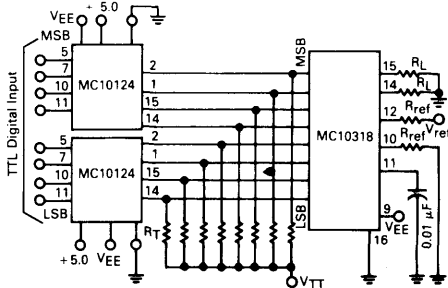 VEE + 5.0
MSB
5
7
10
11
MC10124
2
1
15
14
TTL Digital Input
5
7
10
11
LSB
MC10124
2
1
15
14
+5.0 VEE
RT
VTT
MSB
LSB
MC10318
15 RL
14 RL
12 Rref
Vref
10 Rref
11
9
VEE
16
0.01 µF